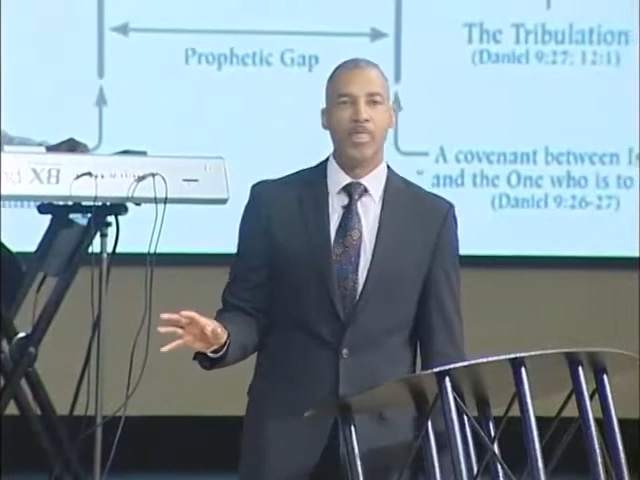 Prophetic Gap
The Tribulation
(Daniel 9:27; 12:1)
A covenant between
and the One who is to
(Daniel 9:26-27)
8X